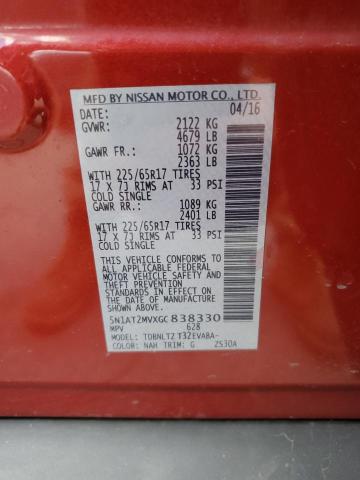 MFD BY NISSAN MOTOR CO., LTD.
DATE: 04/16
GVWR: 2122 KG
4679 LB
GAWR FR.: 1072 KG
2363 LB
WITH 225/65R17 TIRES
17 X 7J RIMS AT 33 PSI
COLD SINGLE
GAWR RR.: 1089 KG
2401 LB
WITH 225/65R17 TIRES
17 X 7J RIMS AT 33 PSI
COLD SINGLE
THIS VEHICLE CONFORMS TO
ALL APPLICABLE FEDERAL
MOTOR VEHICLE SAFETY
AND THEFT PREVENTION
STANDARDS IN EFFECT ON
THE DATE OF MANUFACTURE
SHOWN ABOVE.
5N1AT2MVXGC838330
MPV 628
MODEL: TDBNLTZ T32EVABA-
COLOR: NAH TRIM: G ZS30A